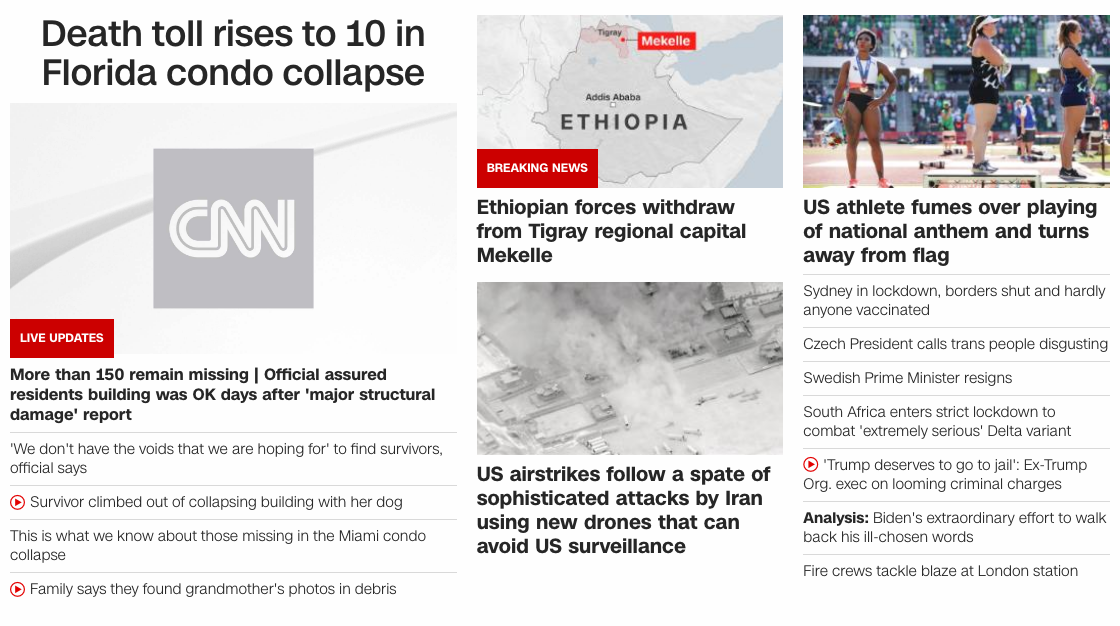 Death toll rises to 10 in
Florida condo collapse
CNN
LIVE UPDATES
More than 150 remain missing | Official assured
residents building was OK days after 'major structural
damage' report
'We don't have the voids that we are hoping for' to find survivors,
official says
Survivor climbed out of collapsing building with her dog
This is what we know about those missing in the Miami condo
collapse
Family says they found grandmother's photos in debris
Tigray
Mekelle
Addis Ababa
ETHIOPIA
BREAKING NEWS
Ethiopian forces withdraw
from Tigray regional capital
Mekelle
US airstrikes follow a spate of
sophisticated attacks by Iran
using new drones that can
avoid US surveillance
US athlete fumes over playing
of national anthem and turns
away from flag
Sydney in lockdown, borders shut and hardly
anyone vaccinated
Czech President calls trans people disgusting
Swedish Prime Minister resigns
South Africa enters strict lockdown to
combat 'extremely serious' Delta variant
'Trump deserves to go to jail': Ex-Trump
Org. exec on looming criminal charges
Analysis: Biden's extraordinary effort to walk
back his ill-chosen words
Fire crews tackle blaze at London station